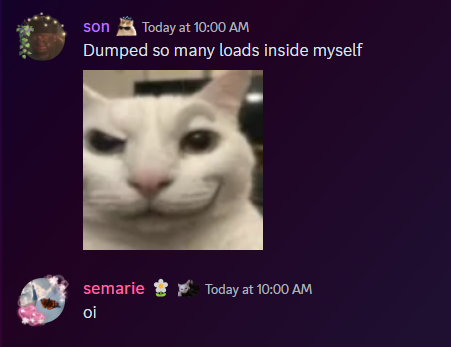 son Today at 10:00 AM
Dumped so many loads inside myself
semarie Today at 10:00 AM
oi